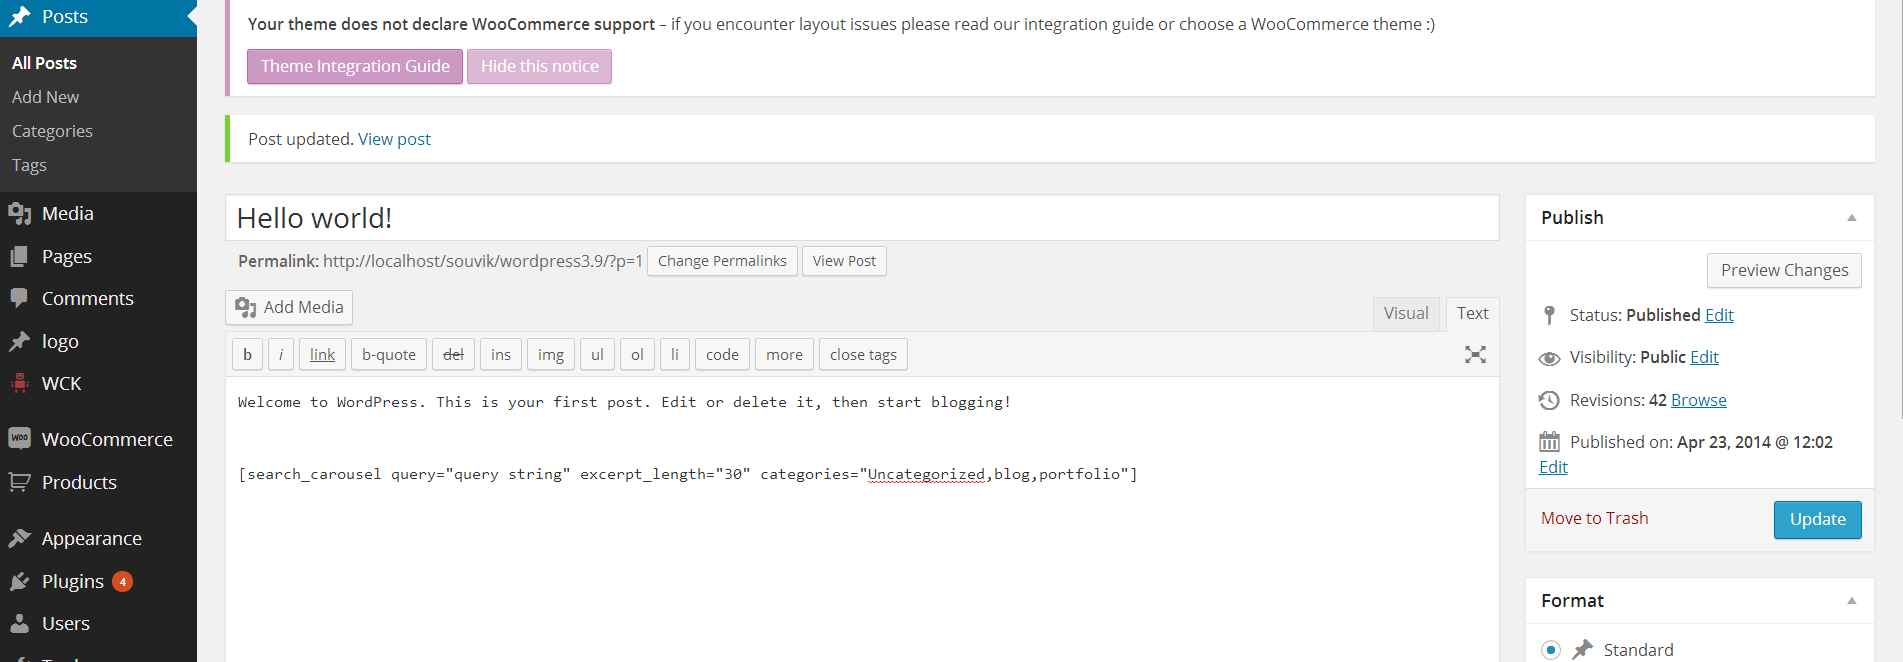 Posts
All Posts
Add New
Categories
Tags
Media
Pages
Comments
logo
WCK
WooCommerce
Products
Appearance
Plugins 4
Users
Your theme does not declare WooCommerce support – if you encounter layout issues please read our integration guide or choose a WooCommerce theme :)
Theme Integration Guide Hide this notice
Post updated. View post
Hello world!
Permalink: http://localhost/souvik/wordpress3.9/?p=1 Change Permalinks View Post
Add Media
Visual Text
b i link b-quote del ins img ul ol li code more close tags
Welcome to WordPress. This is your first post. Edit or delete it, then start blogging!
[search_carousel query="query string" excerpt_length="30" categories="Uncategorized,blog,portfolio"]
Publish
Preview Changes
Status: Published Edit
Visibility: Public Edit
Revisions: 42 Browse
Published on: Apr 23, 2014 @ 12:02
Edit
Move to Trash Update
Format
Standard